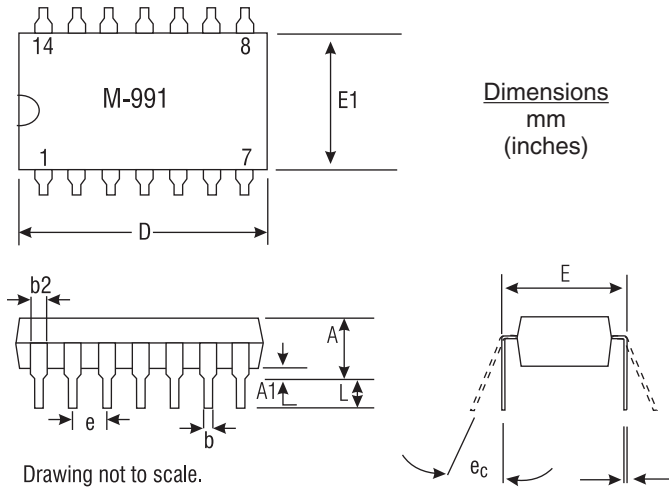 14 8
M-991
1 7
E1
D
Dimensions
mm
(inches)
b2
A
A1
L
e
b
E
ec
Drawing not to scale.